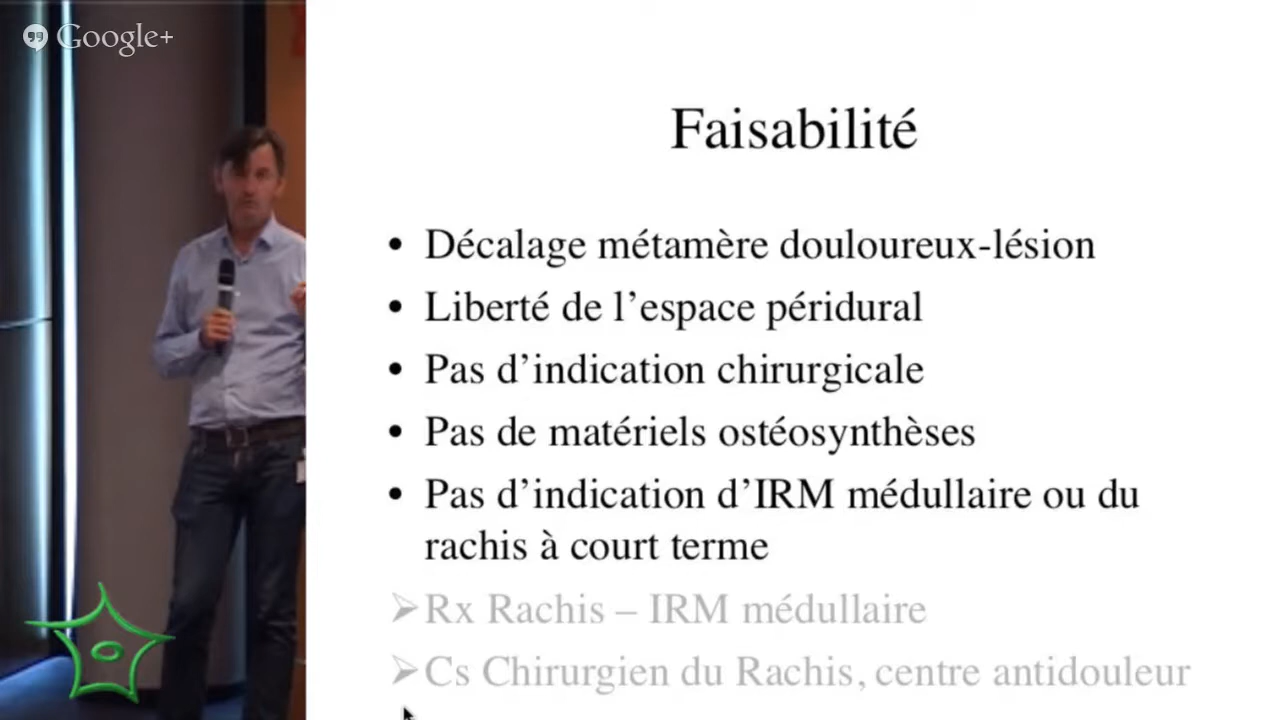 Google+
Faisabilité
• Décalage métamère douloureux-lésion
• Liberté de l’espace péridural
• Pas d’indication chirurgicale
• Pas de matériels ostéosynthèses
• Pas d’indication d’IRM médullaire ou du
rachis à court terme
➢Rx Rachis – IRM médullaire
➢Cs Chirurgien du Rachis, centre antidouleur